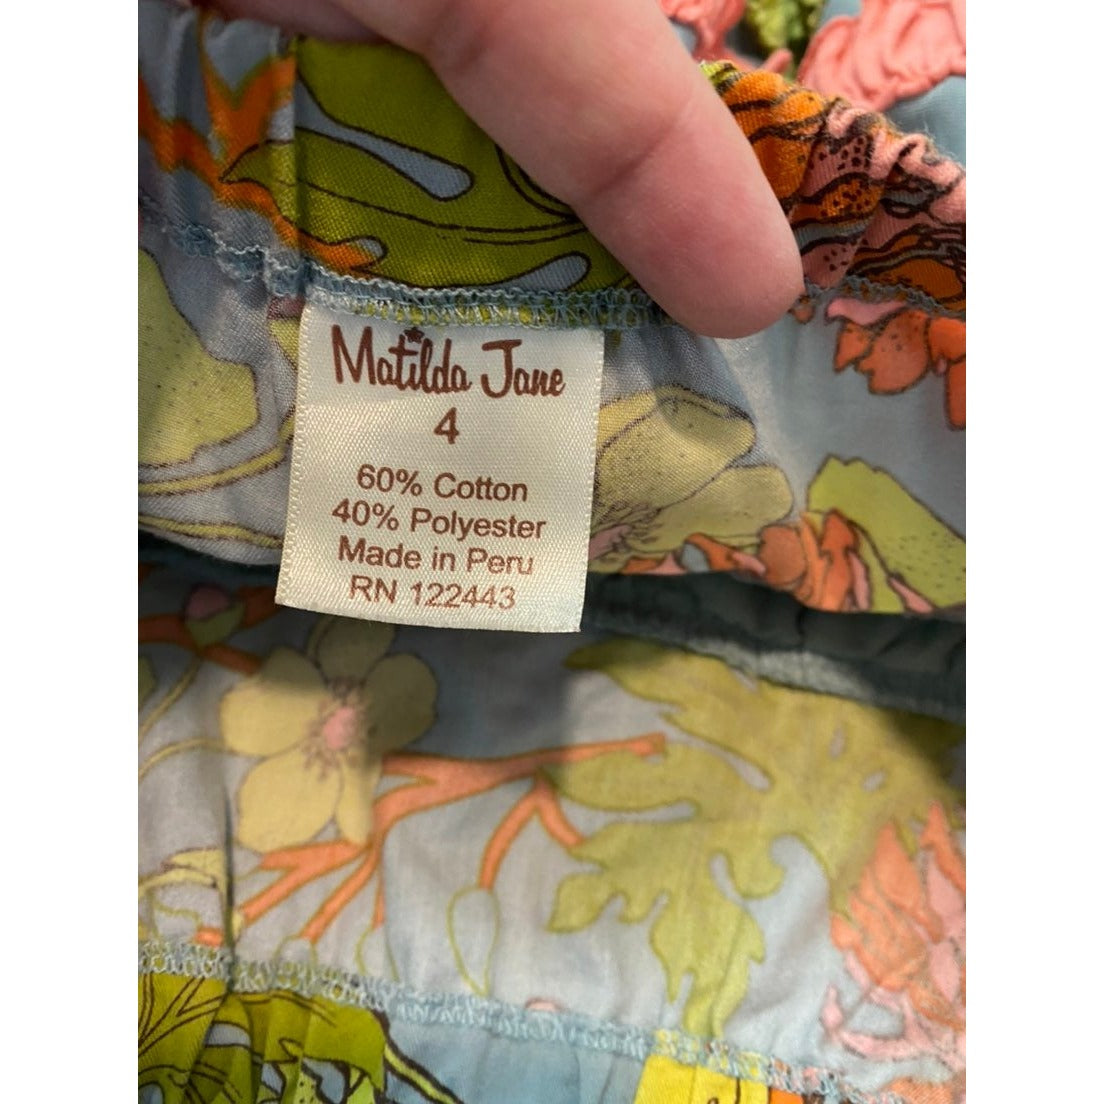 Matilda Jane
4
60% Cotton
40% Polyester
Made in Peru
RN 122443